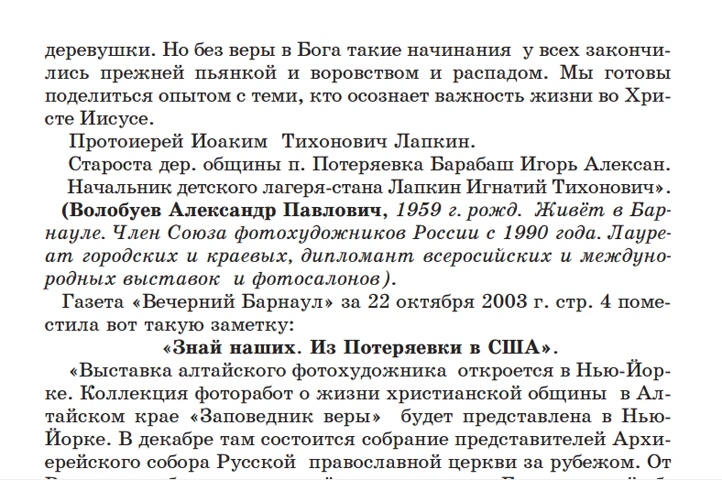 деревушки. Но без веры в Бога такие начинания у всех закончи-
лись прежней пьянкой и воровством и распадом. Мы готовы
поделиться опытом с теми, кто осознает важность жизни во Хри-
сте Иисусе.
Протоиерей Иоаким Тихонович Лапкин.
Староста дер. общины п. Потеряевка Барабаш Игорь Алексан.
Начальник детского лагеря-стана Лапкин Игнатий Тихонович».
(Волобуев Александр Павлович, 1959 г. рожд. Живёт в Бар-
науле. Член Союза фотохудожников России с 1990 года. Лауре-
ат городских и краевых, дипломант всеросийских и междуно-
родных выставок и фотосалонов).
Газета «Вечерний Барнаул» за 22 октября 2003 г. стр. 4 поме-
стила вот такую заметку:
«Знай наших. Из Потеряевки в США».
«Выставка алтайского фотохудожника откроется в Нью-Йор-
ке. Коллекция фоторабот о жизни христианской общины в Ал-
тайском крае «Заповедник веры» будет представлена в Нью-
Йорке. В декабре там состоится собрание представителей Архи-
ерейского собора Русской православной церкви за рубежом. От